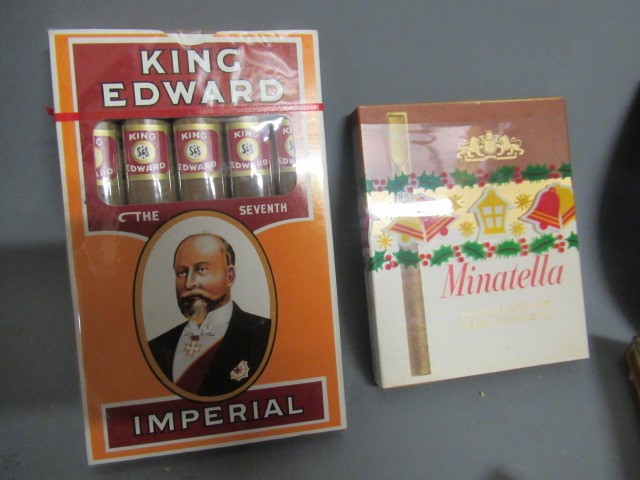 KING
EDWARD
KING KING KING
S&S S&S S&S
EDWARD EDWARD EDWARD
THE SEVENTH
IMPERIAL
Minatella